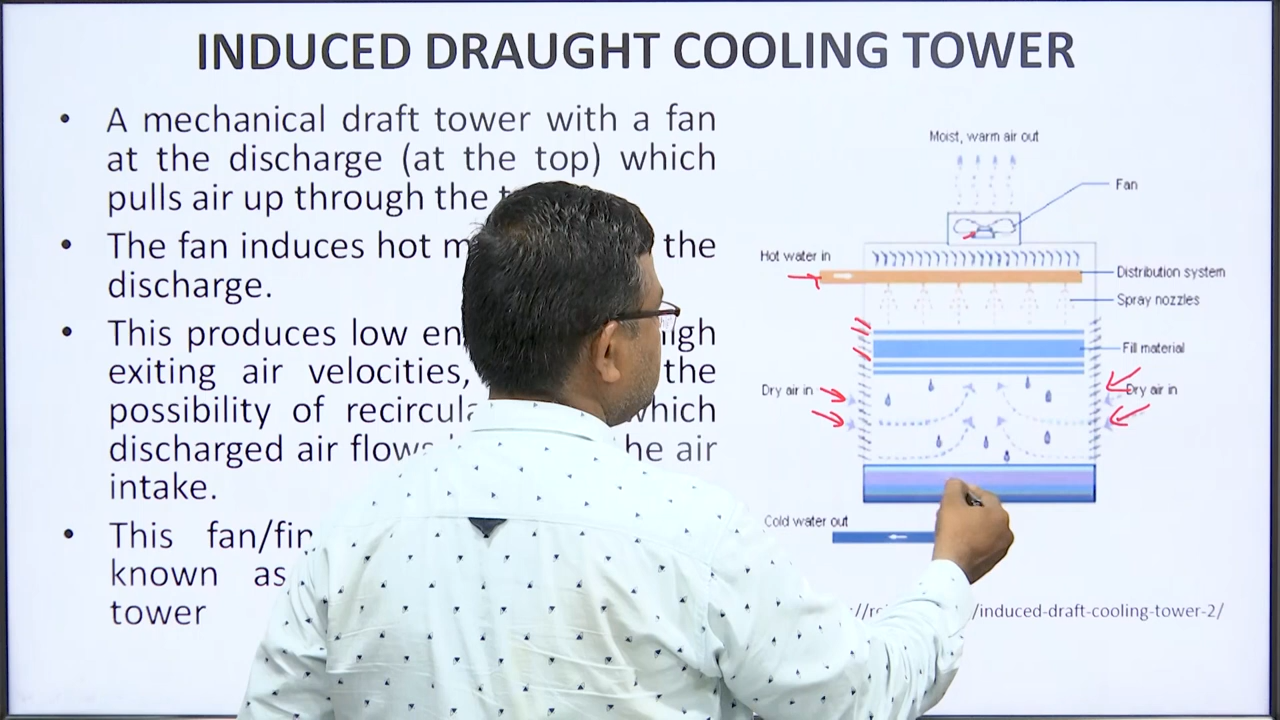 INDUCED DRAUGHT COOLING TOWER
• A mechanical draft tower with a fan
at the discharge (at the top) which
pulls air up through the
• The fan induces hot the
discharge.
• This produces low
exiting air velocities, the
possibility of which
discharged air the air
intake.
• This
known as
tower
Moist, warm air out
Fan
Hot water in
Distribution system
Spray nozzles
Fill material
Dry air in
Dry air in
Cold water out
/induced-draft-cooling-tower-2/